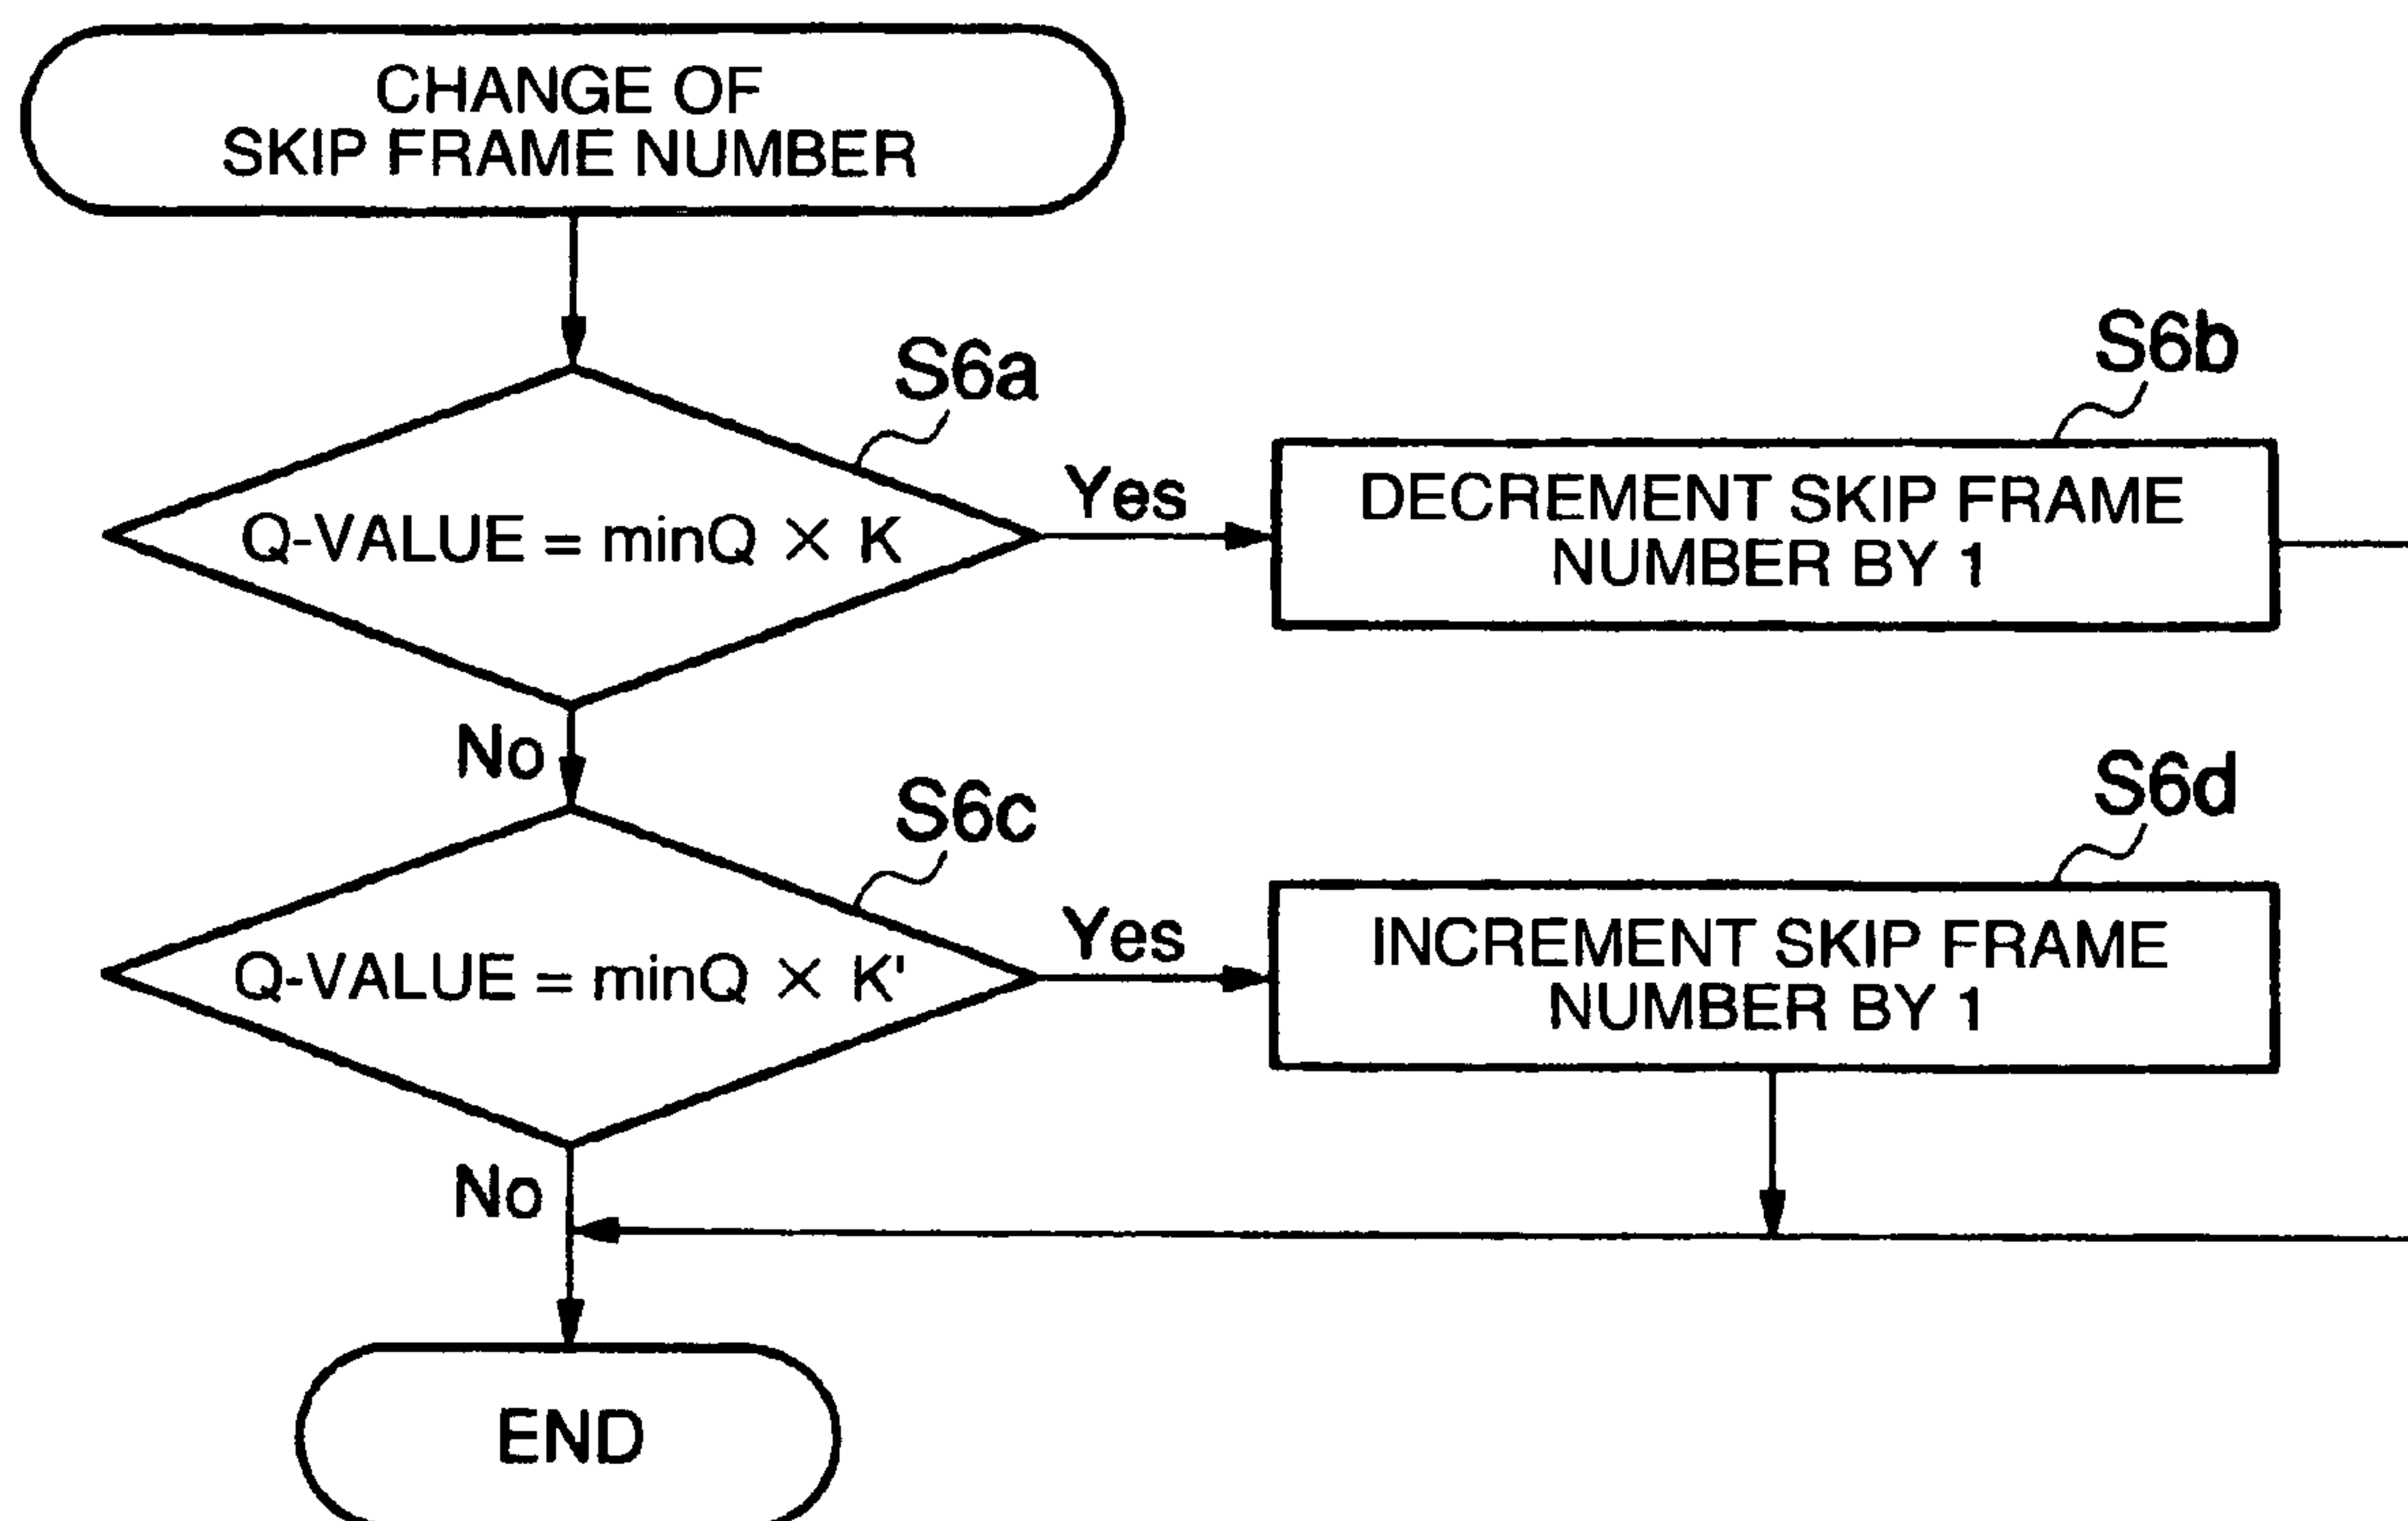 CHANGE OF
SKIP FRAME NUMBER
S6a
S6b
Q-VALUE = minQ × K
Yes
DECREMENT SKIP FRAME
NUMBER BY 1
No
S6c
S6d
Q-VALUE = minQ × K'
Yes
INCREMENT SKIP FRAME
NUMBER BY 1
No
END